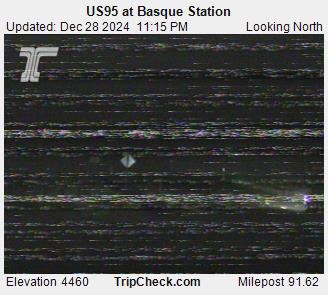 US95 at Basque Station
Updated: Dec 28 2024 11:15 PM Looking North
Elevation 4460 TripCheck.com Milepost 91.62